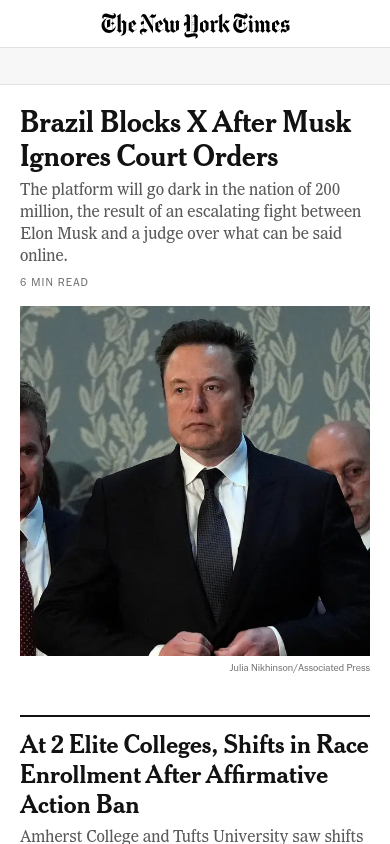 The New York Times
Brazil Blocks X After Musk
Ignores Court Orders
The platform will go dark in the nation of 200
million, the result of an escalating fight between
Elon Musk and a judge over what can be said
online.
6 MIN READ
Julia Nikhinson/Associated Press
At 2 Elite Colleges, Shifts in Race
Enrollment After Affirmative
Action Ban
Amherst College and Tufts University saw shifts